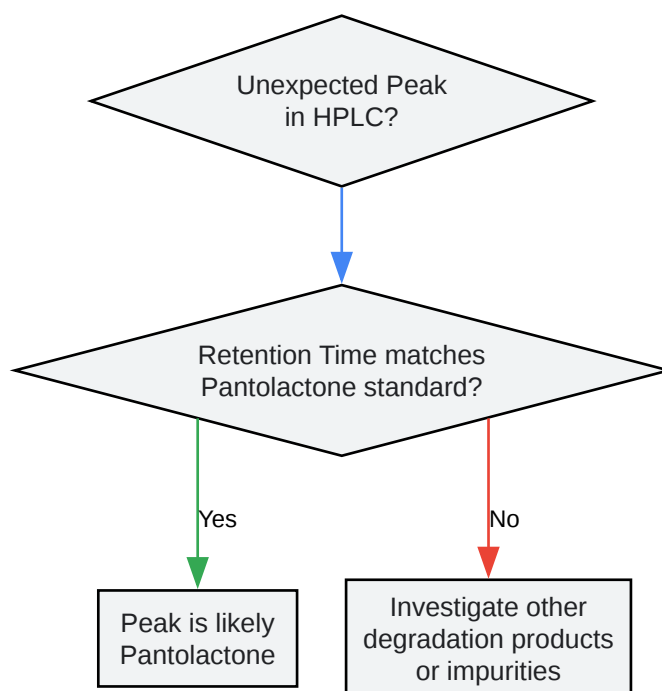 Unexpected Peak
in HPLC?
Retention Time matches
Pantolactone standard?
Yes
No
Peak is likely
Pantolactone
Investigate other
degradation products
or impurities